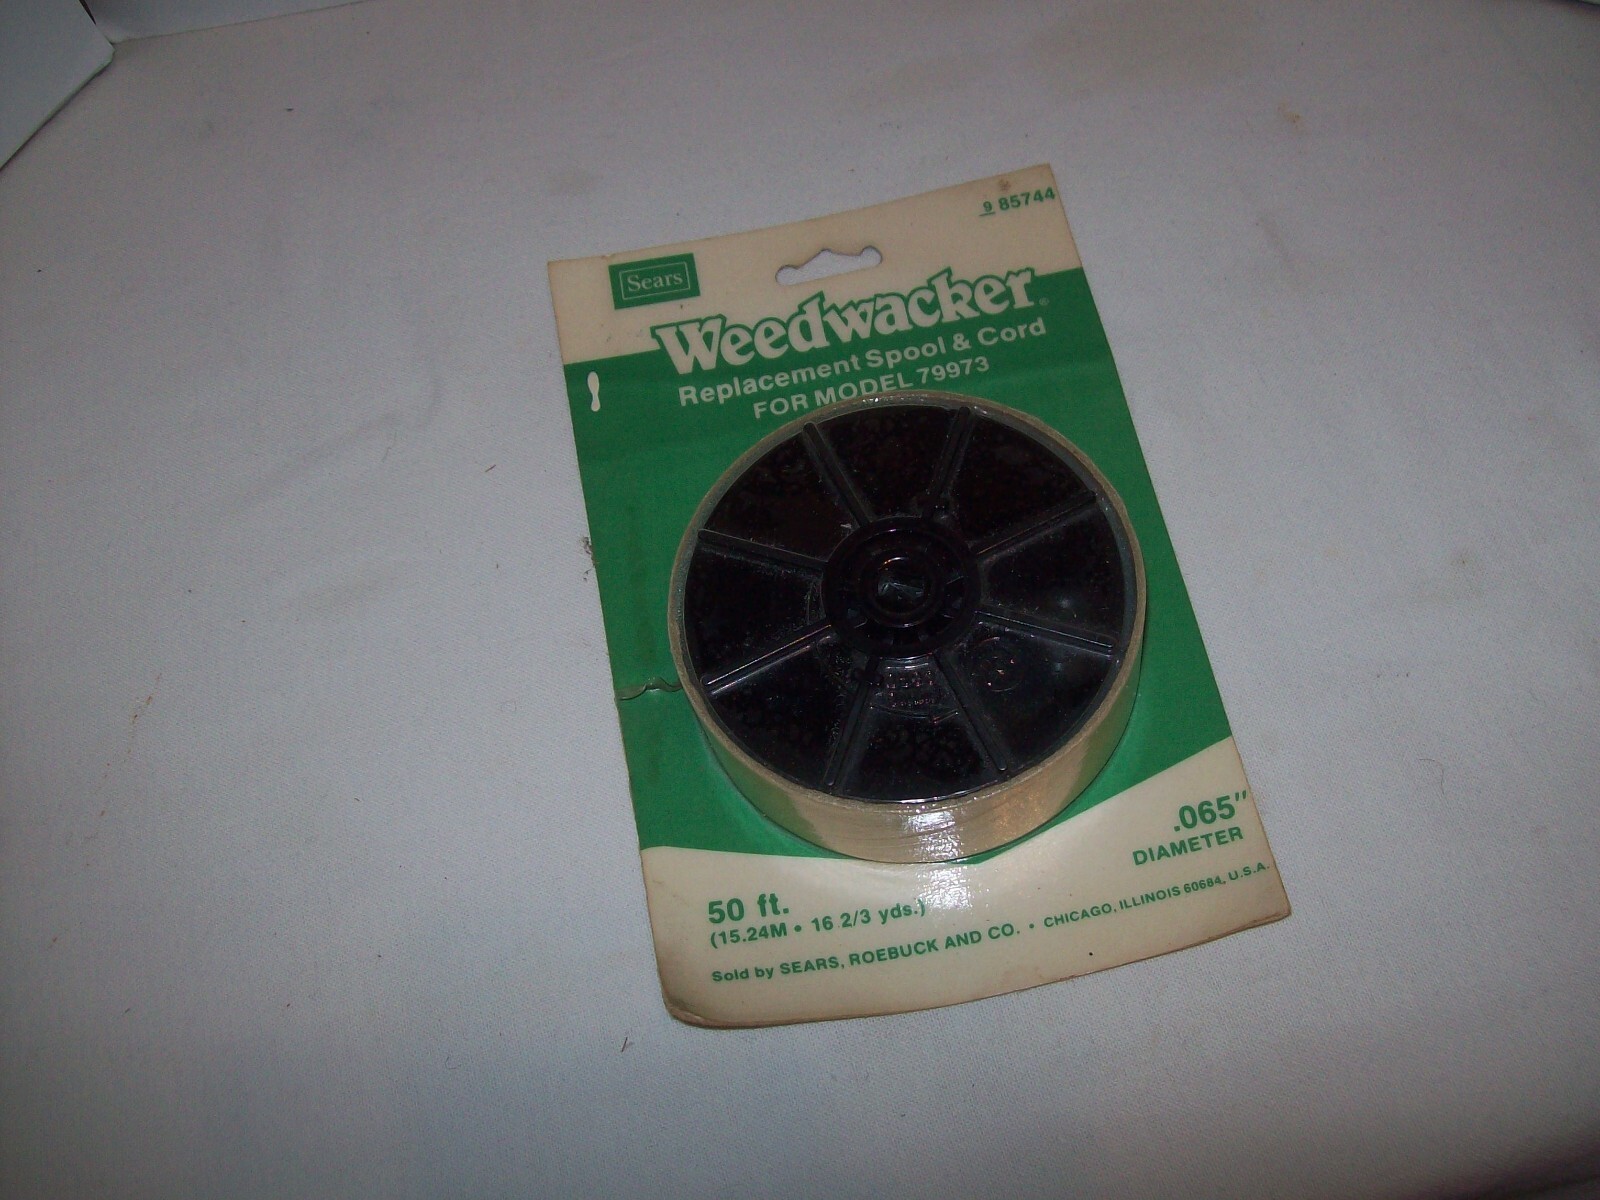 9 85744
Sears
Weedwacker®
Replacement Spool & Cord
FOR MODEL 79973
.065"
DIAMETER
50 ft.
(15.24M • 16 2/3 yds.)
Sold by SEARS, ROEBUCK AND CO. • CHICAGO, ILLINOIS 60684, U.S.A.